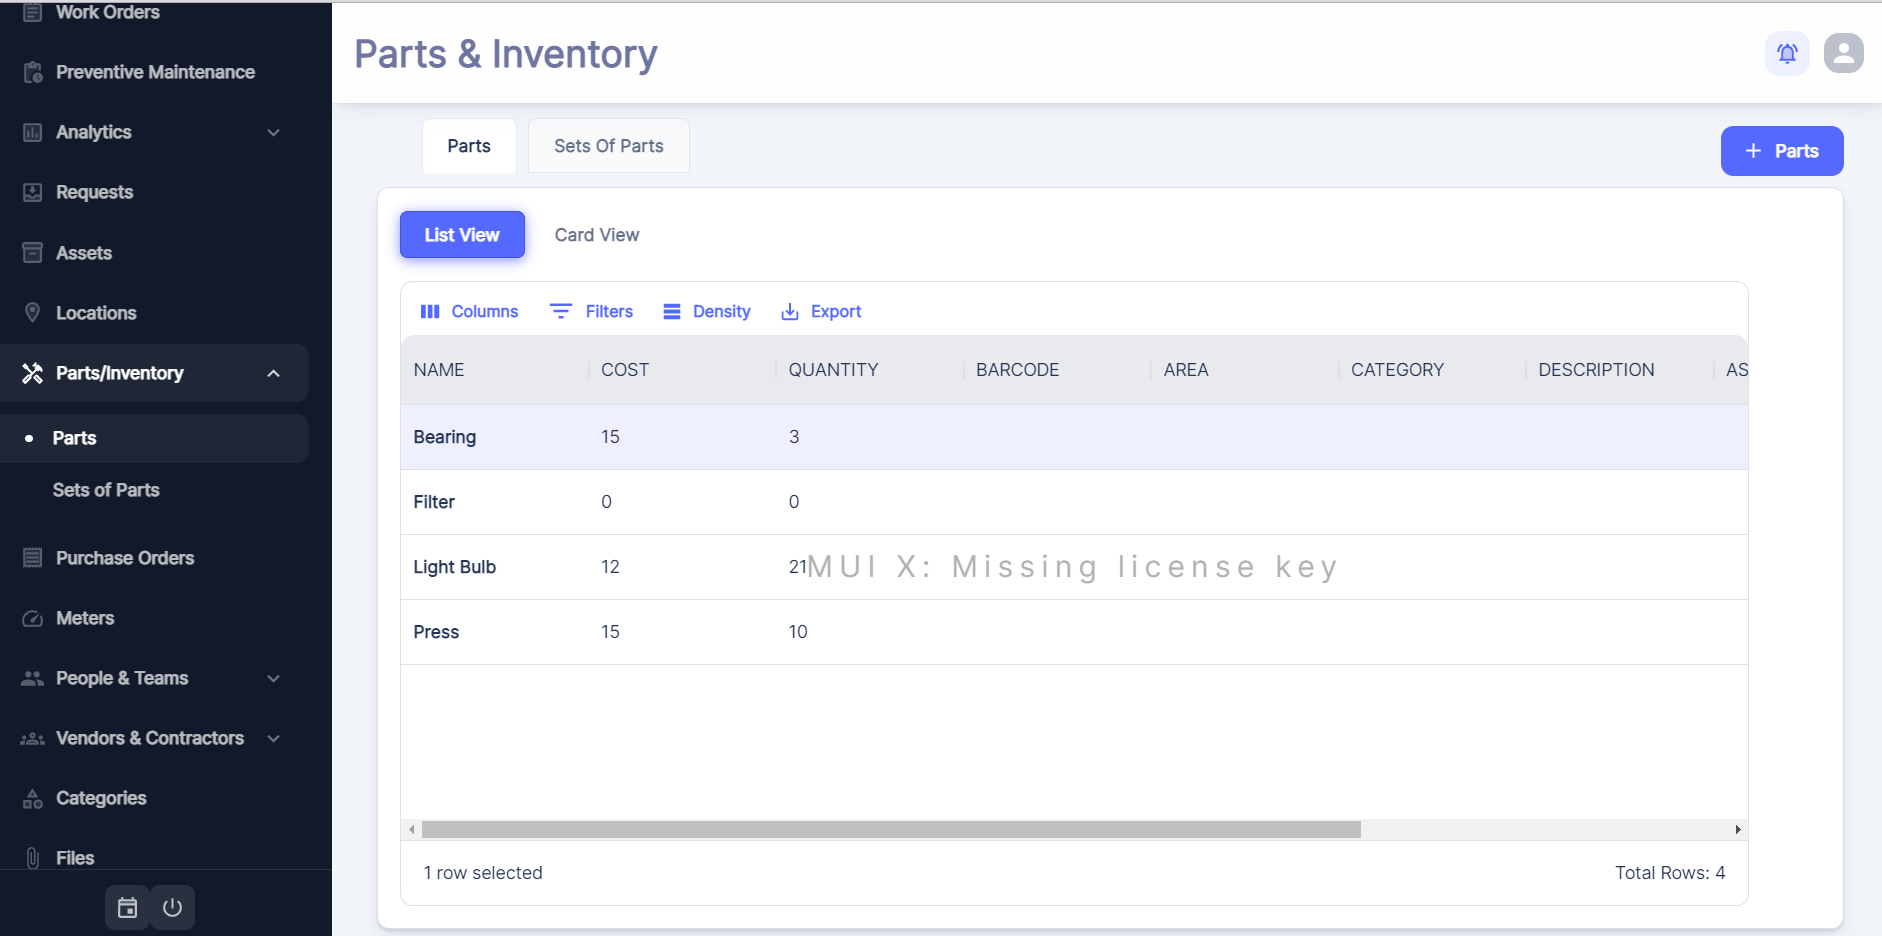 Work Orders
Preventive Maintenance
Analytics
Requests
Assets
Locations
Parts/Inventory
Parts
Sets of Parts
Purchase Orders
Meters
People & Teams
Vendors & Contractors
Categories
Files
Parts & Inventory
Parts
Sets Of Parts
+ Parts
List View
Card View
Columns
Filters
Density
Export
NAME COST QUANTITY BARCODE AREA CATEGORY DESCRIPTION AS
Bearing 15 3
Filter 0 0
Light Bulb 12 21
MUI X: Missing license key
Press 15 10
1 row selected
Total Rows: 4